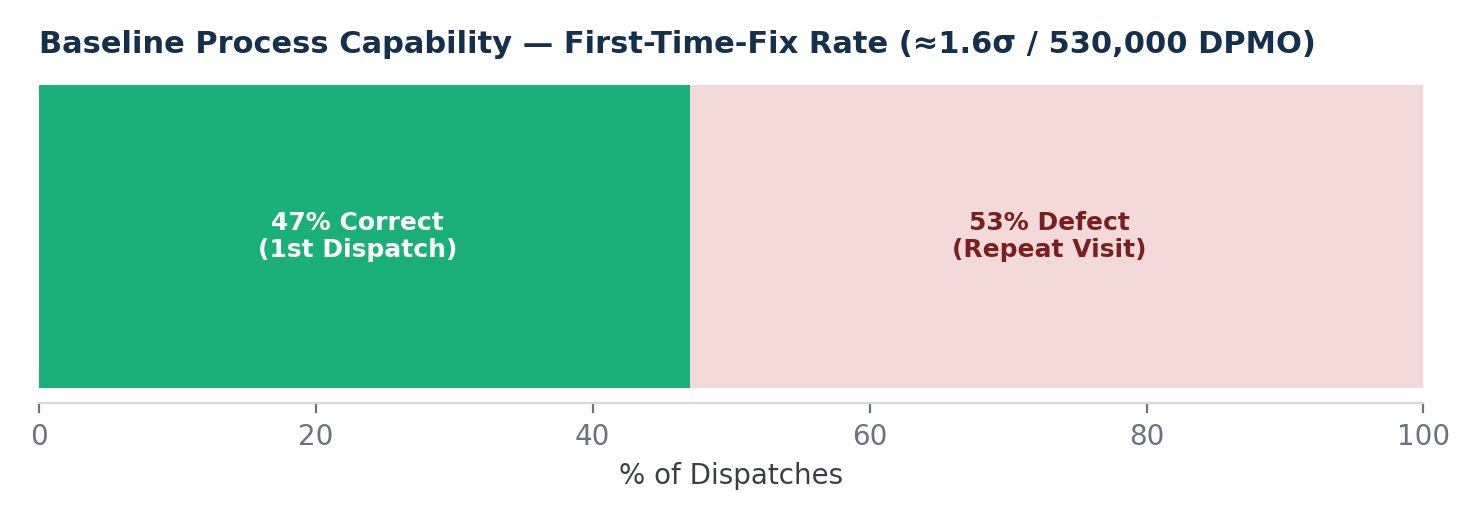 Baseline Process Capability — First-Time-Fix Rate (≈1.6σ / 530,000 DPMO)
47% Correct
(1st Dispatch)
53% Defect
(Repeat Visit)
0 20 40 60 80 100
% of Dispatches